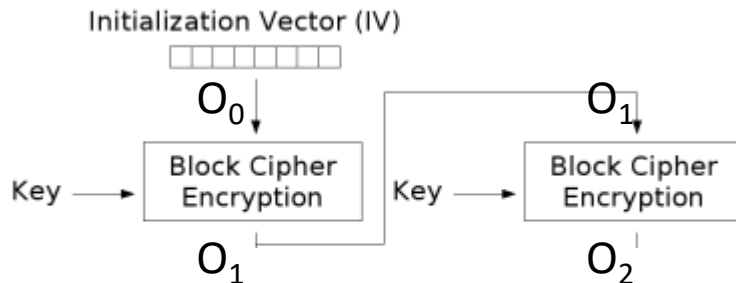 Initialization Vector (IV)
O₀
O₁
Block Cipher
Encryption
Block Cipher
Encryption
Key
Key
O₁
O₂